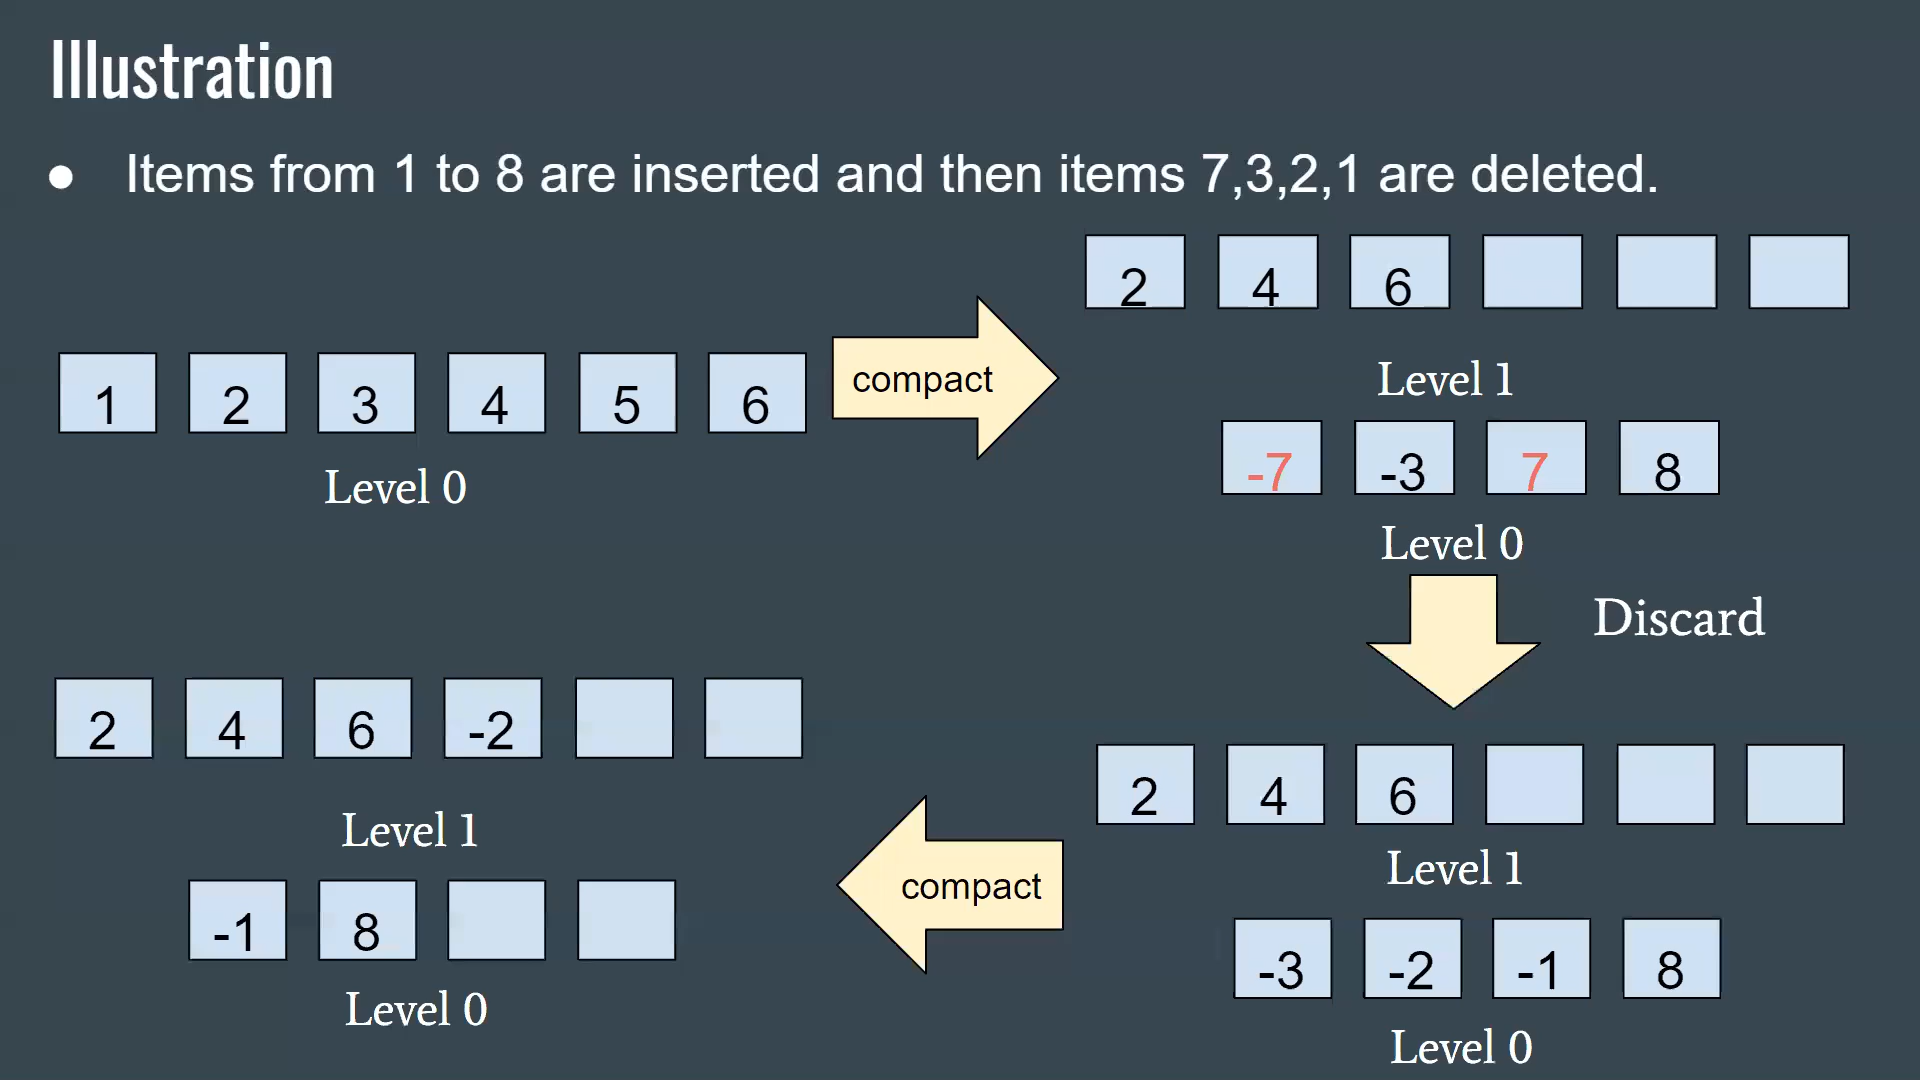 Illustration
● Items from 1 to 8 are inserted and then items 7,3,2,1 are deleted.
1 2 3 4 5 6
Level 0
compact
2 4 6
Level 1
-7 -3 7 8
Level 0
Discard
2 4 6
Level 1
-3 -2 -1 8
Level 0
compact
2 4 6 -2
Level 1
-1 8
Level 0